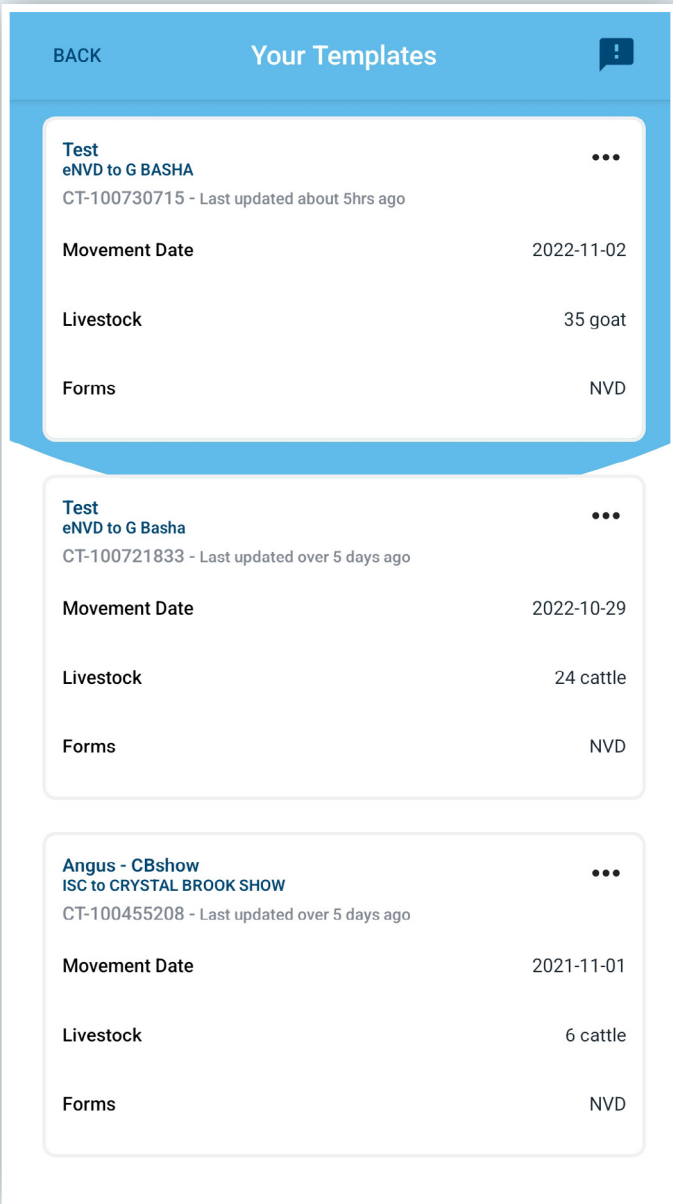 BACK Your Templates
Test
eNVD to G BASHA
CT-100730715 - Last updated about 5hrs ago
Movement Date 2022-11-02
Livestock 35 goat
Forms NVD
Test
eNVD to G Basha
CT-100721833 - Last updated over 5 days ago
Movement Date 2022-10-29
Livestock 24 cattle
Forms NVD
Angus - CBshow
ISC to CRYSTAL BROOK SHOW
CT-100455208 - Last updated over 5 days ago
Movement Date 2021-11-01
Livestock 6 cattle
Forms NVD